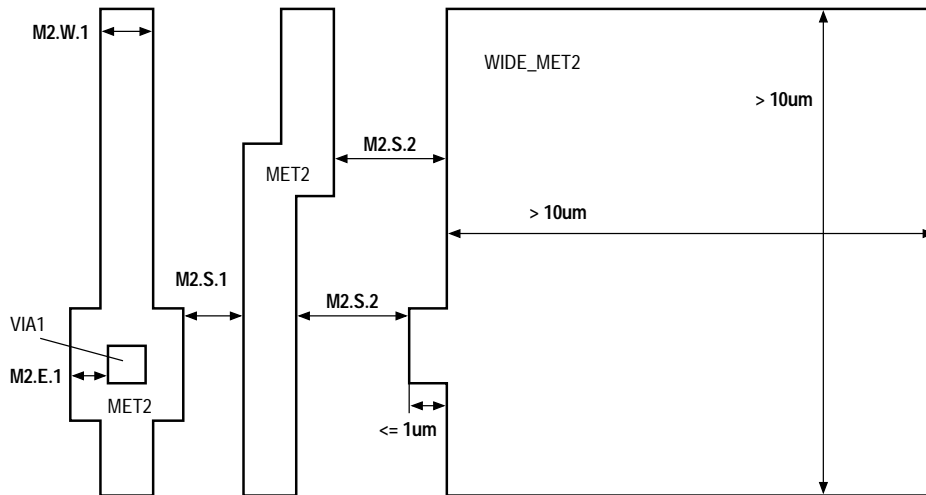 M2.W.1
WIDE_MET2
> 10um
M2.S.2
MET2
> 10um
M2.S.1
M2.S.2
VIA1
M2.E.1
MET2
<= 1um